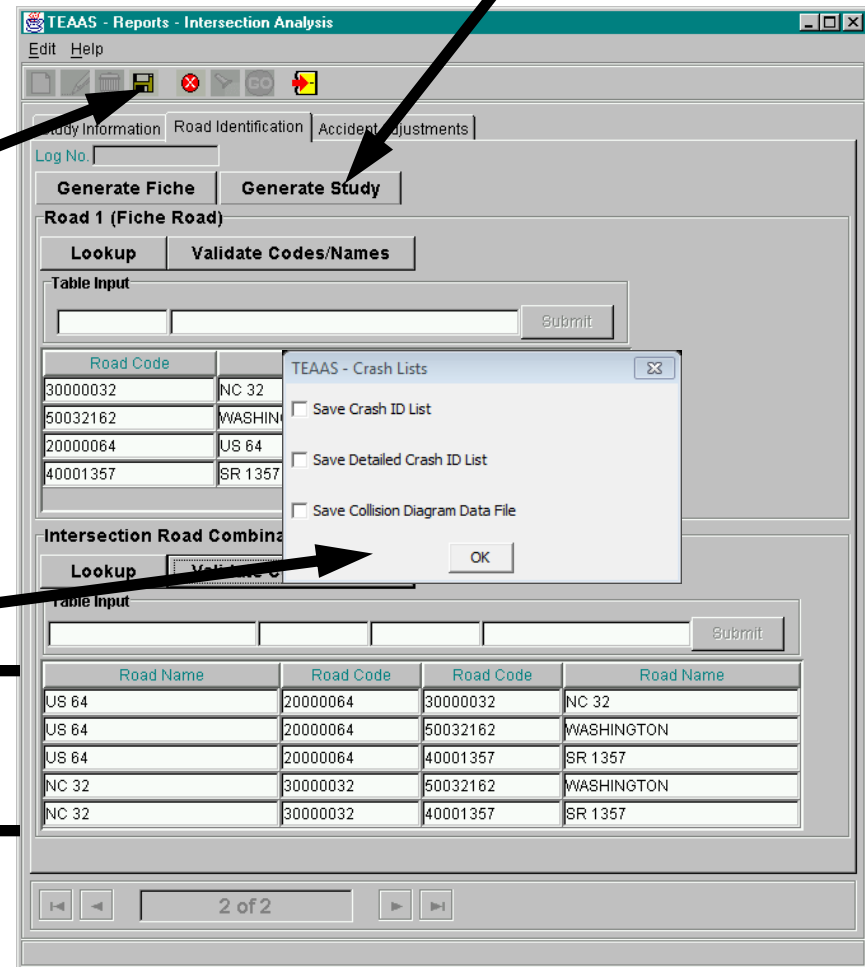 TEAAS - Reports - Intersection Analysis
Edit Help
GO
Study Information Road Identification Accident Adjustments
Log No.
Generate Fiche Generate Study
Road 1 (Fiche Road)
Lookup Validate Codes/Names
Table Input
Submit
Road Code
30000032 NC 32
50032162 WASHIN
20000064 US 64
40001357 SR 1357
TEAAS - Crash Lists
Save Crash ID List
Save Detailed Crash ID List
Save Collision Diagram Data File
OK
Intersection Road Combina
Lookup Validate C
Table Input
Submit
Road Name Road Code Road Code Road Name
US 64 20000064 30000032 NC 32
US 64 20000064 50032162 WASHINGTON
US 64 20000064 40001357 SR 1357
NC 32 30000032 50032162 WASHINGTON
NC 32 30000032 40001357 SR 1357
2 of 2